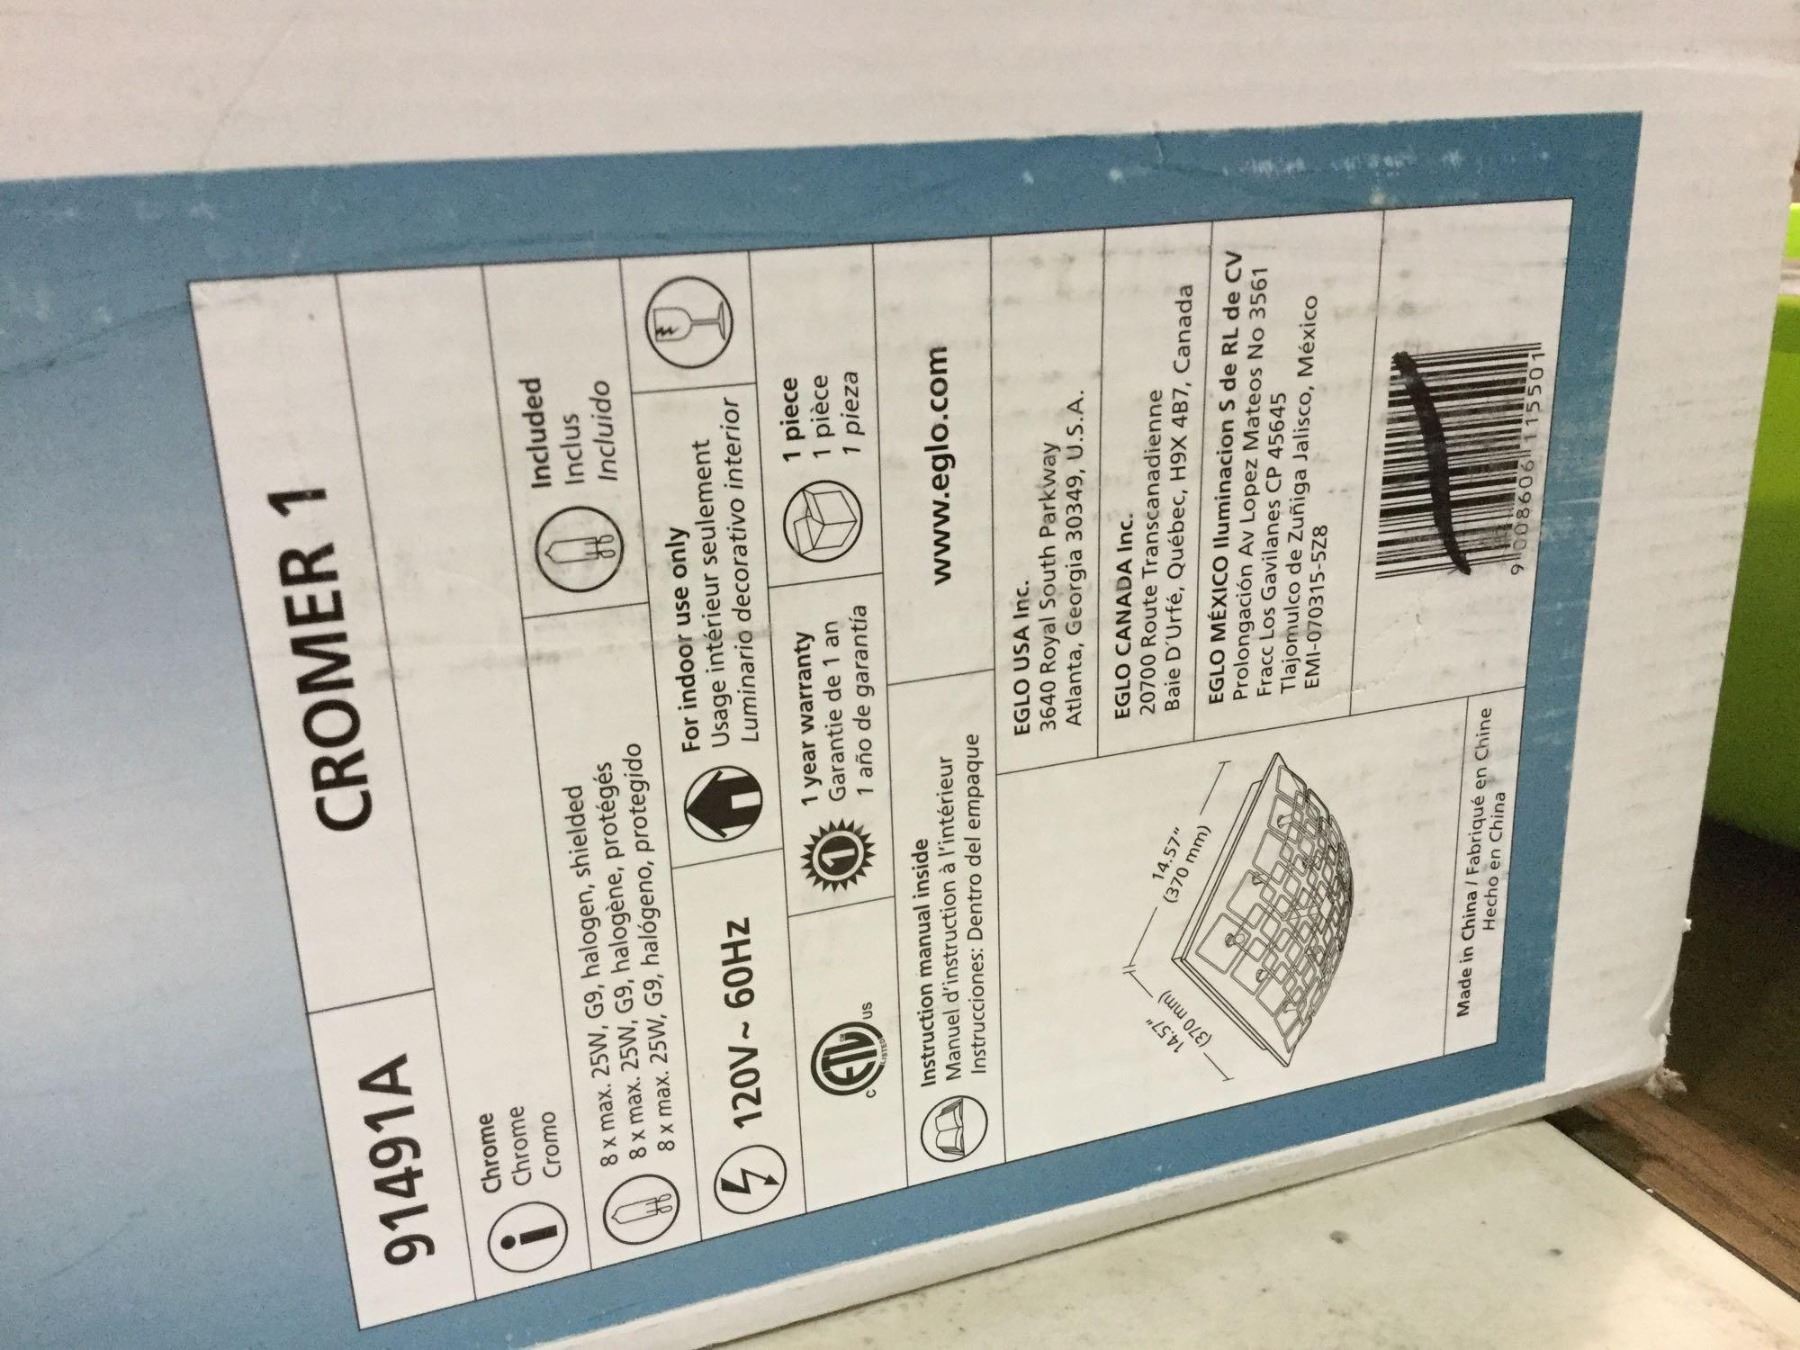 91491A CROMER 1
Chrome
Chrome
Cromo
8 x max. 25W, G9, halogen, shielded
8 x max. 25W, G9, halogène, protégés
8 x max. 25W, G9, halógeno, protegido
Included
Inclus
Incluido
120V~ 60Hz
For indoor use only
Usage intérieur seulement
Luminario decorativo interior
C ETL US
LISTED
1
1 year warranty
Garantie de 1 an
1 año de garantía
1 piece
1 pièce
1 pieza
Instruction manual inside
Manuel d'instruction à l'intérieur
Instrucciones: Dentro del empaque
www.eglo.com
14.57"
(370 mm)
14.57"
(370 mm)
EGLO USA Inc.
3640 Royal South Parkway
Atlanta, Georgia 30349, U.S.A.
EGLO CANADA Inc.
20700 Route Transcanadienne
Baie D'Urfé, Québec, H9X 4B7, Canada
EGLO MÉXICO Iluminacion S de RL de CV
Prolongación Av Lopez Mateos No 3561
Fracc Los Gavilanes CP 45645
Tlajomulco de Zuñiga Jalisco, México
EMI-070315-5Z8
Made in China / Fabriqué en Chine
Hecho en China
9 008606 115501